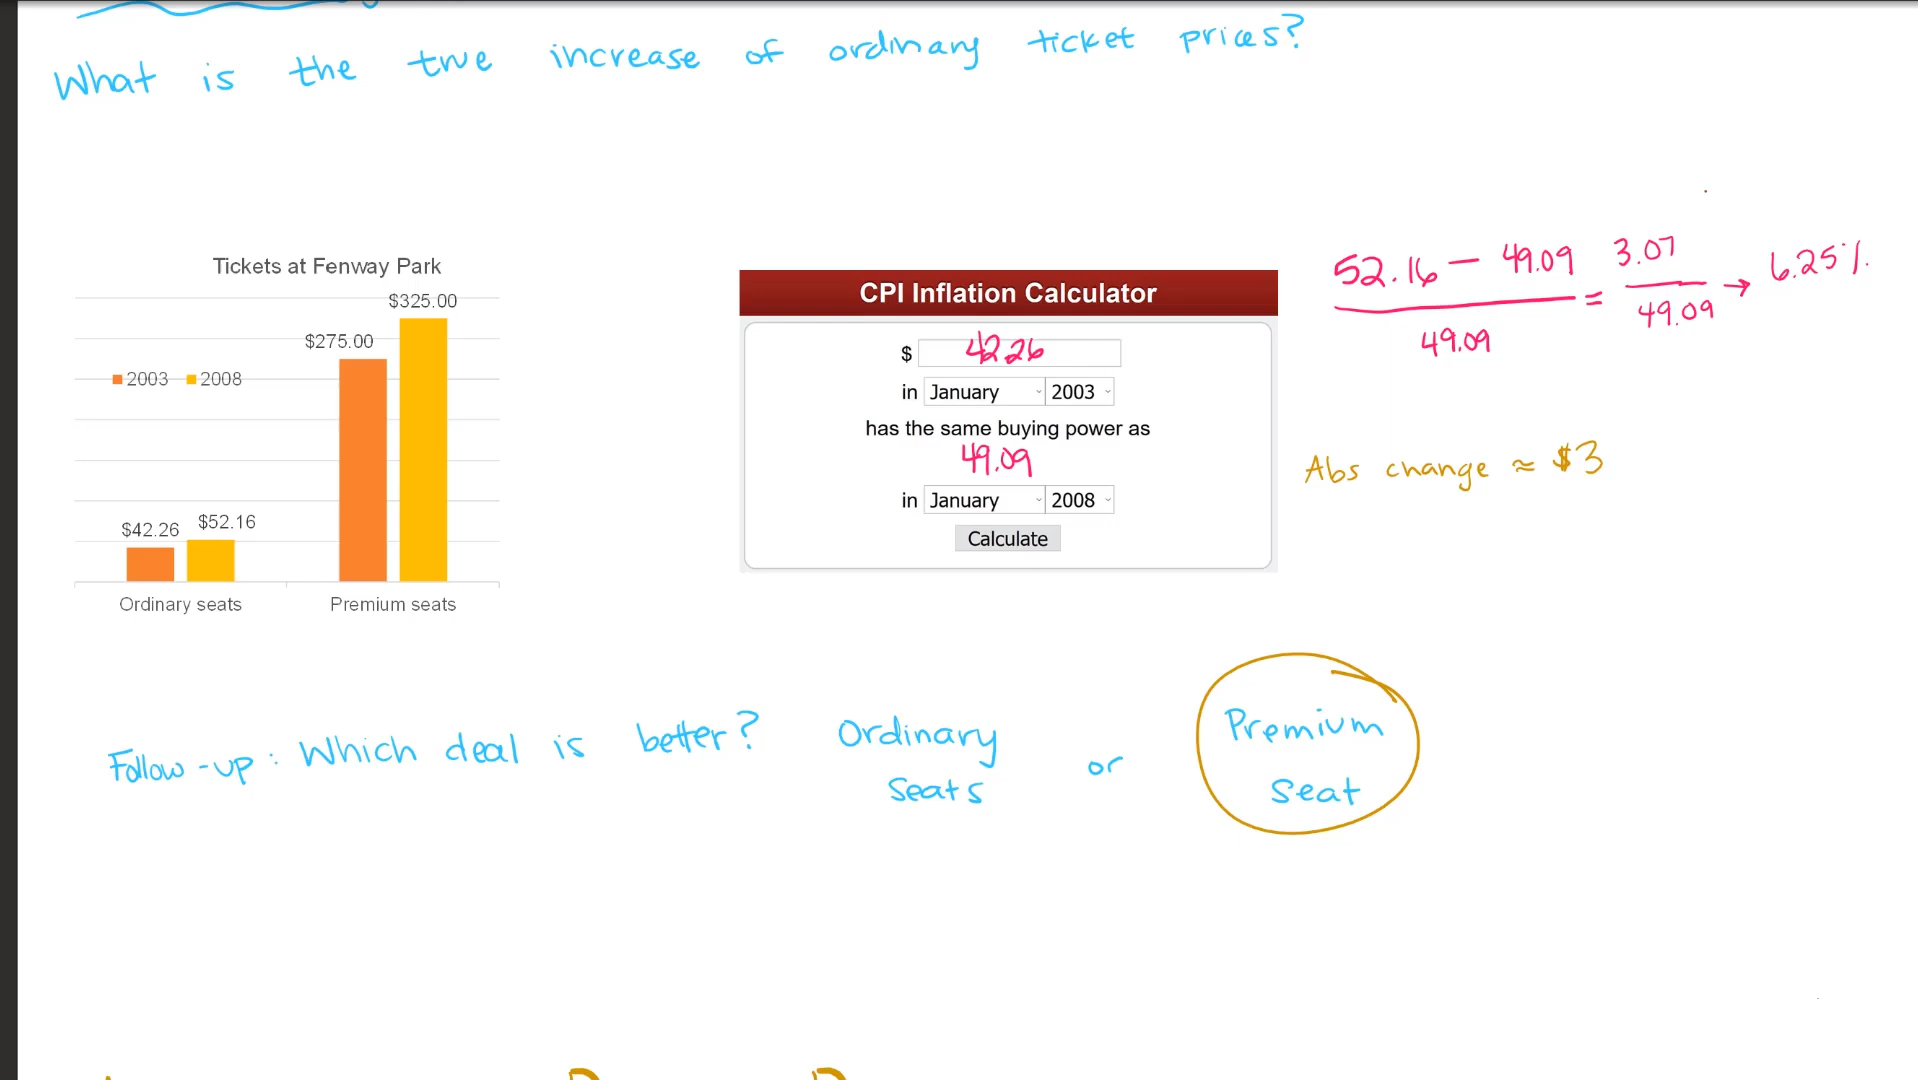 What is the true increase of ordinary ticket prices?
Tickets at Fenway Park
$325.00
$275.00
2003 2008
$42.26 $52.16
Ordinary seats Premium seats
CPI Inflation Calculator
$ 42.26
in January 2003
has the same buying power as
49.09
in January 2008
Calculate
52.16 - 49.09 / 49.09 = 3.07 / 49.09 → 6.25%
Abs change ≈ $3
Follow-up: Which deal is better? Ordinary Seats or Premium Seat